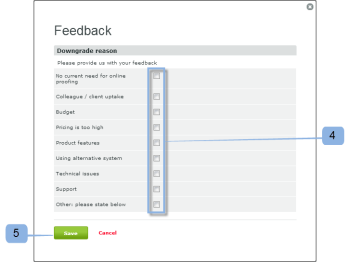 Feedback
Downgrade reason
Please provide us with your feedback
No current need for online
proofing
Colleague / client uptake
Budget
Pricing is too high
4
Product features
Using alternative system
Technical issues
Support
Other: please state below
5
Save Cancel